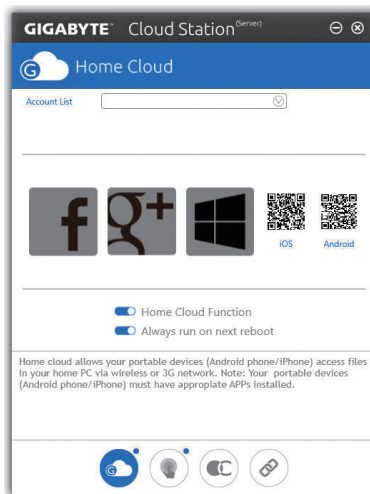 GIGABYTE™ Cloud Station(Server)
G Home Cloud
Account List
f g+
iOS Android
Home Cloud Function
Always run on next reboot
Home cloud allows your portable devices (Android phone/iPhone) access files
in your home PC via wireless or 3G network. Note: Your portable devices
(Android phone/iPhone) must have appropiate APPs installed.
G